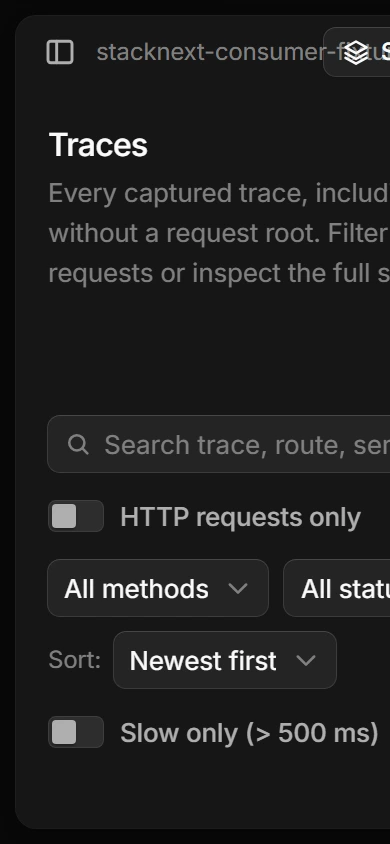 stacknext-consumer-fixtu
Traces
Every captured trace, includ
without a request root. Filter
requests or inspect the full s
Search trace, route, ser
HTTP requests only
All methods
All statu
Sort:
Newest first
Slow only (> 500 ms)